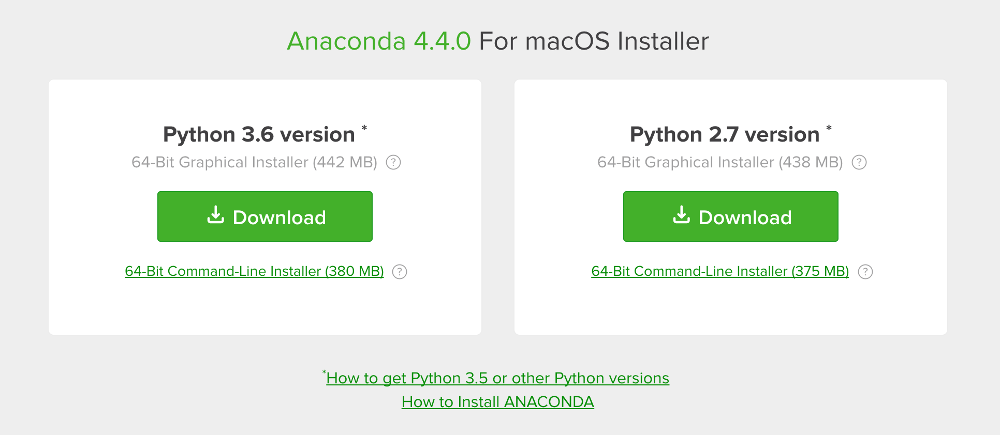 Anaconda 4.4.0 For macOS Installer
Python 3.6 version *
64-Bit Graphical Installer (442 MB) ?
Download
64-Bit Command-Line Installer (380 MB) ?
Python 2.7 version *
64-Bit Graphical Installer (438 MB) ?
Download
64-Bit Command-Line Installer (375 MB) ?
*How to get Python 3.5 or other Python versions
How to Install ANACONDA